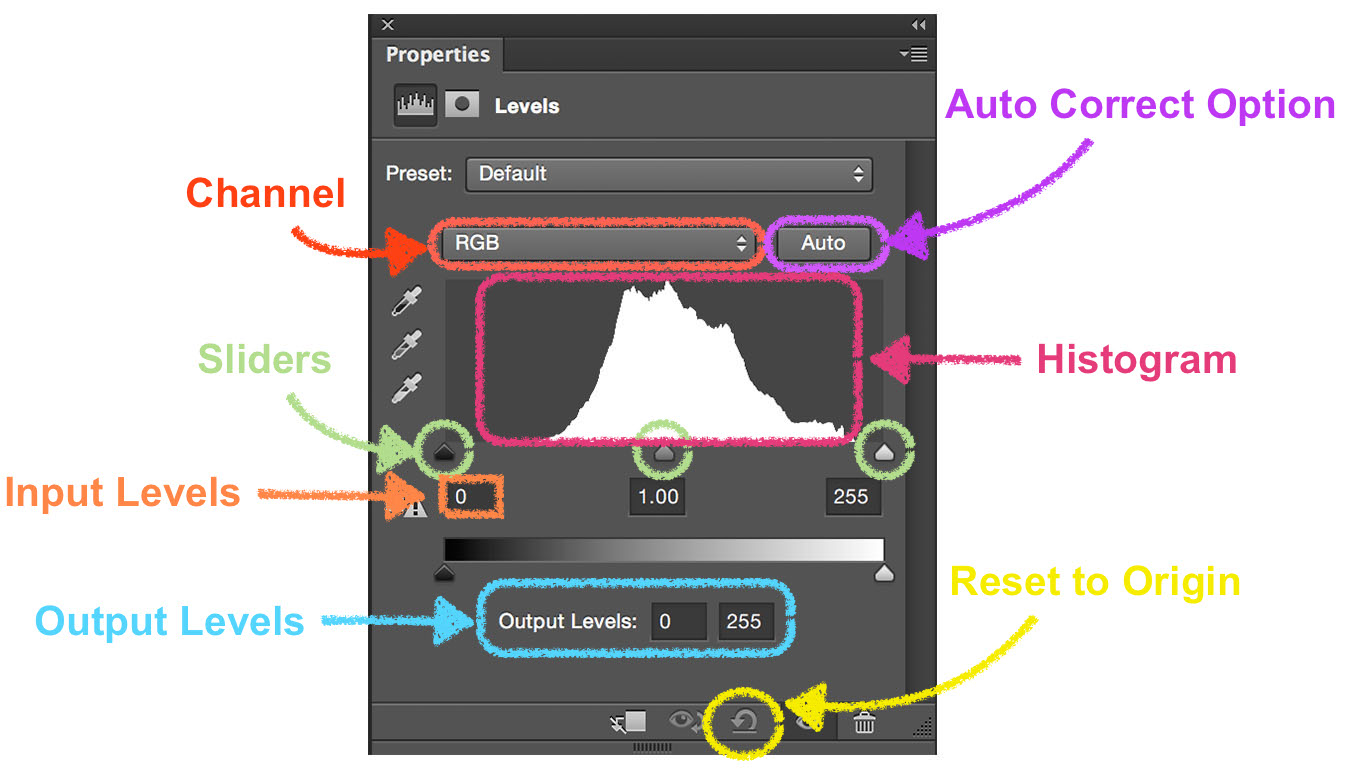 Properties
Levels
Auto Correct Option
Preset: Default
Channel
RGB
Auto
Sliders
Histogram
Input Levels
0
1.00
255
Reset to Origin
Output Levels
Output Levels: 0 255